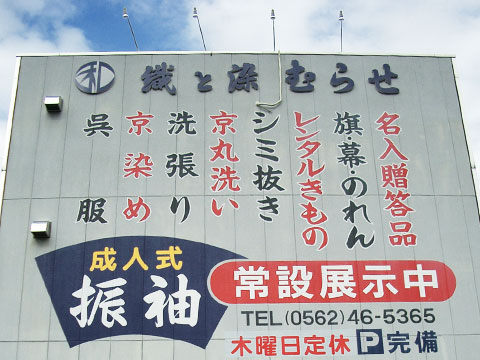 和 織と染むらせ
名入贈答品
旗・幕・のれん
レンタルきもの
シミ抜き
京丸洗い
洗張り
京染め
呉服
成人式
振袖
常設展示中
TEL(0562)46-5365
木曜日定休 P完備